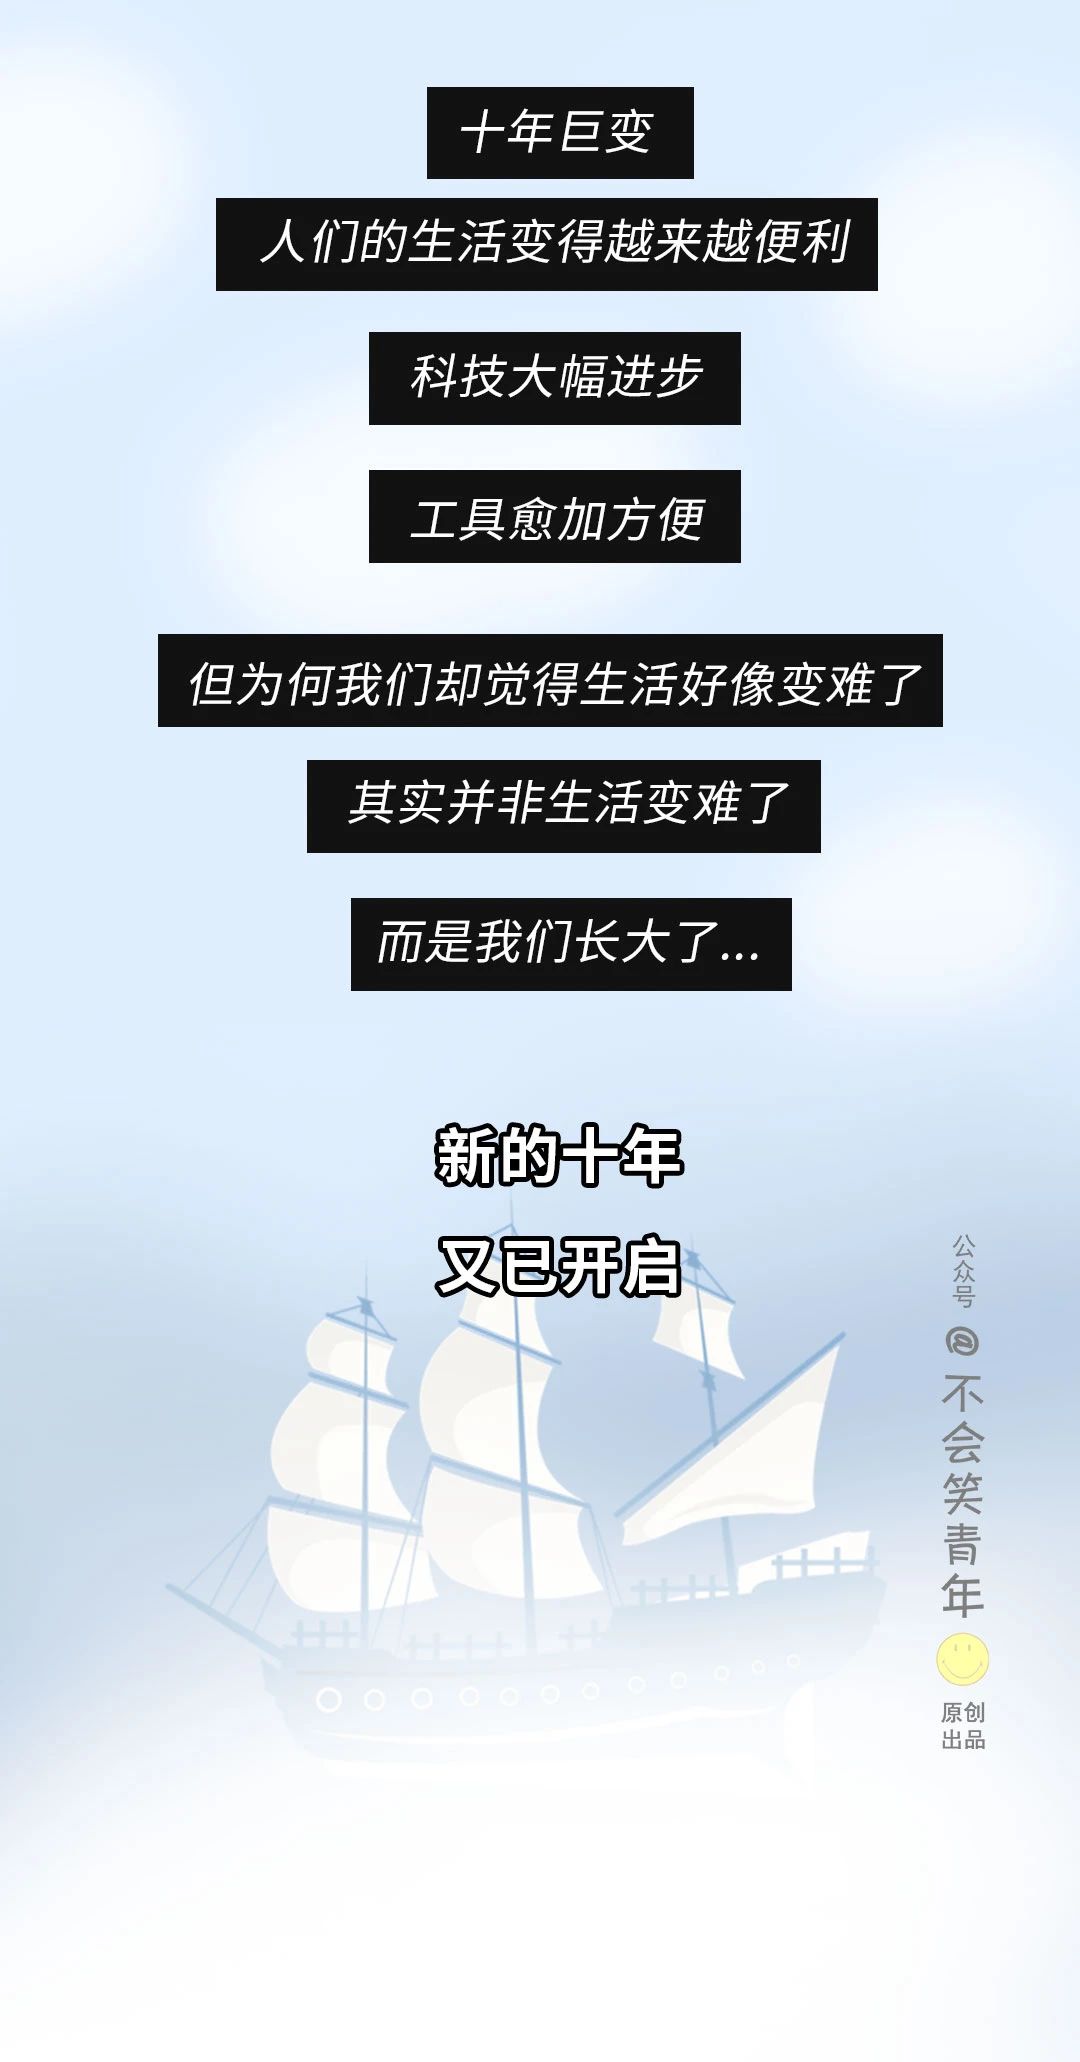 十年巨变
人们的生活变得越来越便利
科技大幅进步
工具愈加方便
但为何我们却觉得生活好像变难了
其实并非生活变难了
而是我们长大了...
新的十年
又已开启
公众号
@不会笑青年
原创
出品